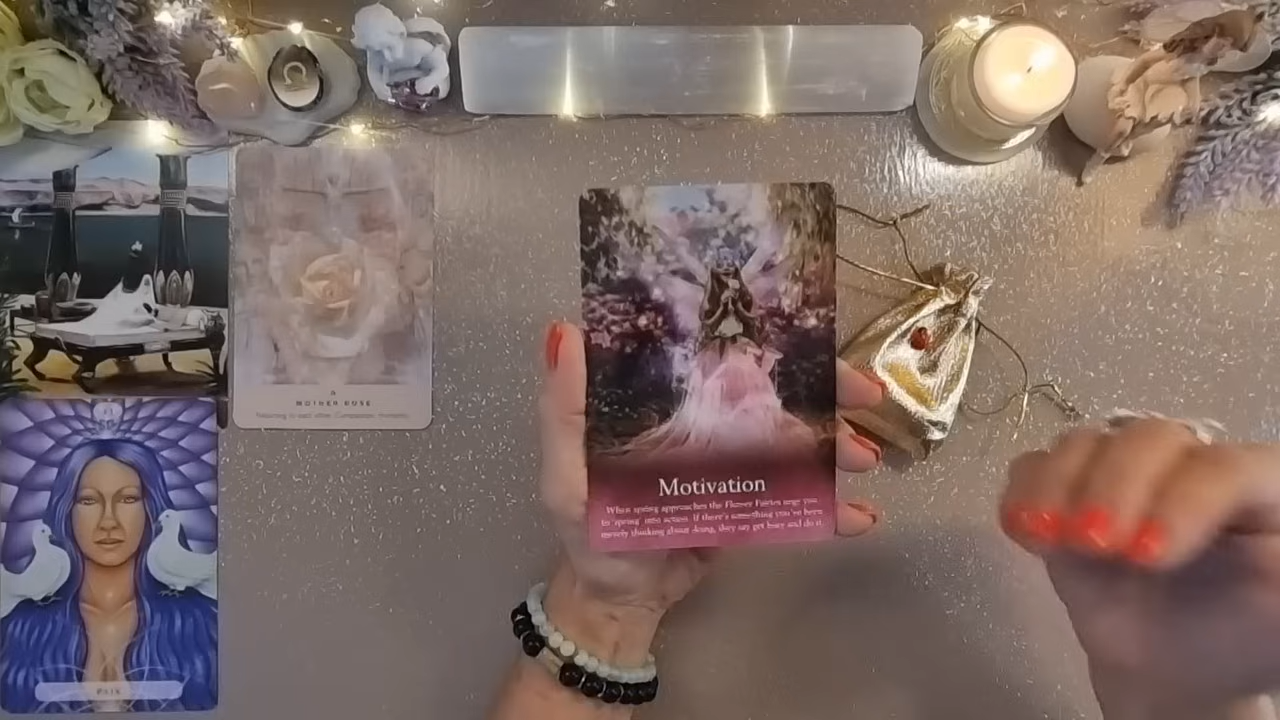 MOTHER ROSE
Motivation
When spring approaches the Flower Fairies urge you
to 'spring' into action. If there's something you've been
merely thinking about doing, they say get busy and do it.